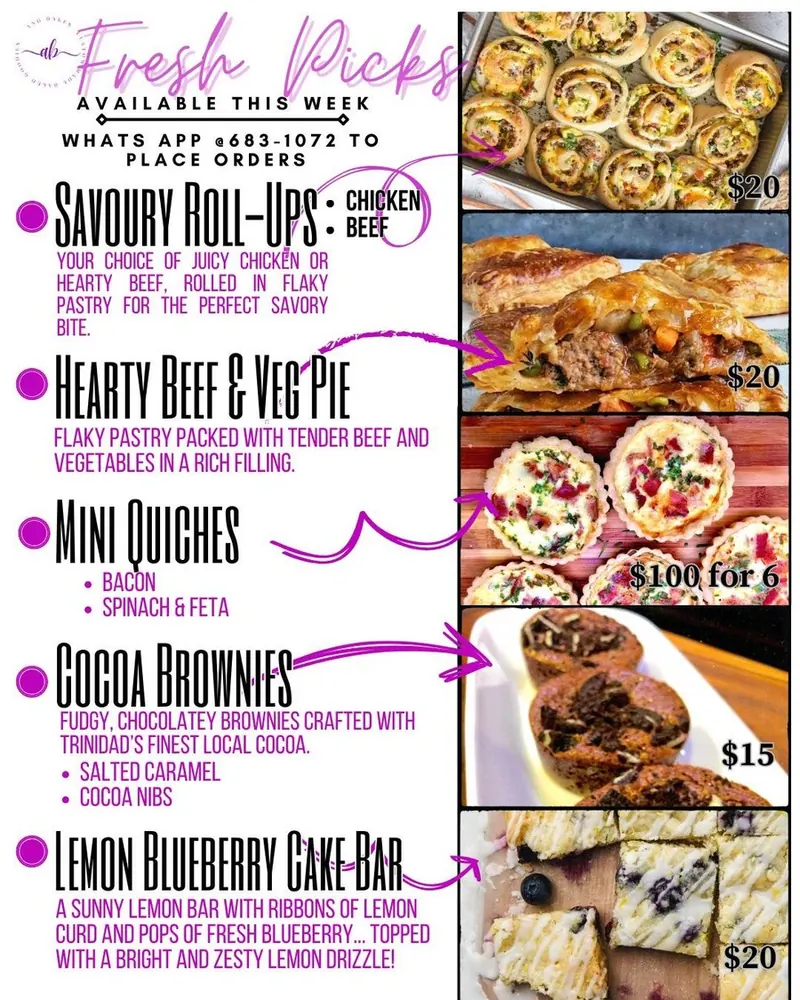 ab
Fresh Picks
AVAILABLE THIS WEEK
WHATS APP @683-1072 TO
PLACE ORDERS
SAVOURY ROLL-UPS
• CHICKEN
• BEEF
YOUR CHOICE OF JUICY CHICKEN OR
HEARTY BEEF, ROLLED IN FLAKY
PASTRY FOR THE PERFECT SAVORY
BITE.
$20
HEARTY BEEF & VEG PIE
FLAKY PASTRY PACKED WITH TENDER BEEF AND
VEGETABLES IN A RICH FILLING.
$20
MINI QUICHES
• BACON
• SPINACH & FETA
$100 for 6
COCOA BROWNIES
FUDGY, CHOCOLATEY BROWNIES CRAFTED WITH
TRINIDAD'S FINEST LOCAL COCOA.
• SALTED CARAMEL
• COCOA NIBS
$15
LEMON BLUEBERRY CAKE BAR
A SUNNY LEMON BAR WITH RIBBONS OF LEMON
CURD AND POPS OF FRESH BLUEBERRY... TOPPED
WITH A BRIGHT AND ZESTY LEMON DRIZZLE!
$20